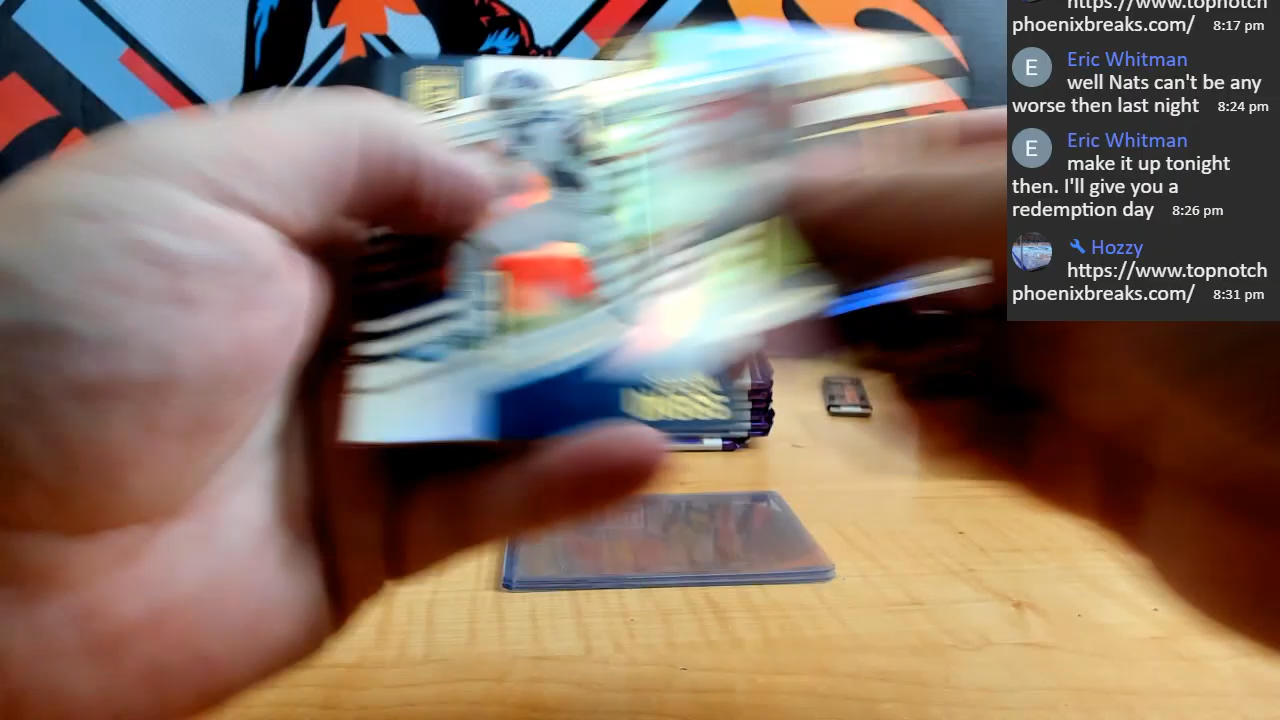 https://www.topnotch
phoenixbreaks.com/ 8:17 pm
E Eric Whitman
well Nats can't be any
worse then last night 8:24 pm
E Eric Whitman
make it up tonight
then. I'll give you a
redemption day 8:26 pm
Hozzy
https://www.topnotch
phoenixbreaks.com/ 8:31 pm